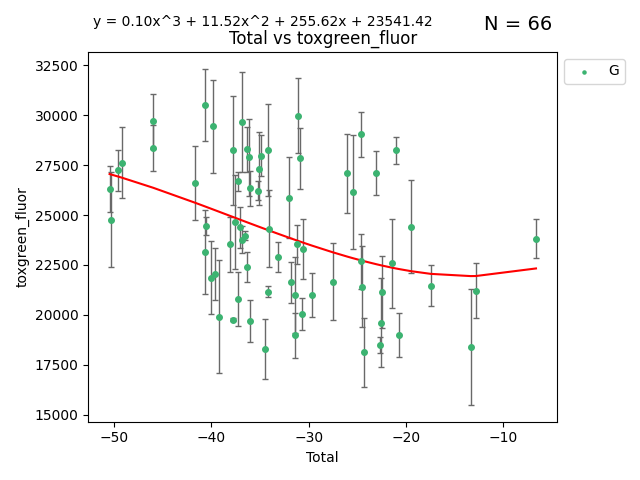 y = 0.10x^3 + 11.52x^2 + 255.62x + 23541.42
N = 66
Total vs toxgreen_fluor
G
32500
30000
27500
25000
22500
20000
17500
15000
toxgreen_fluor
−50
−40
−30
−20
−10
Total